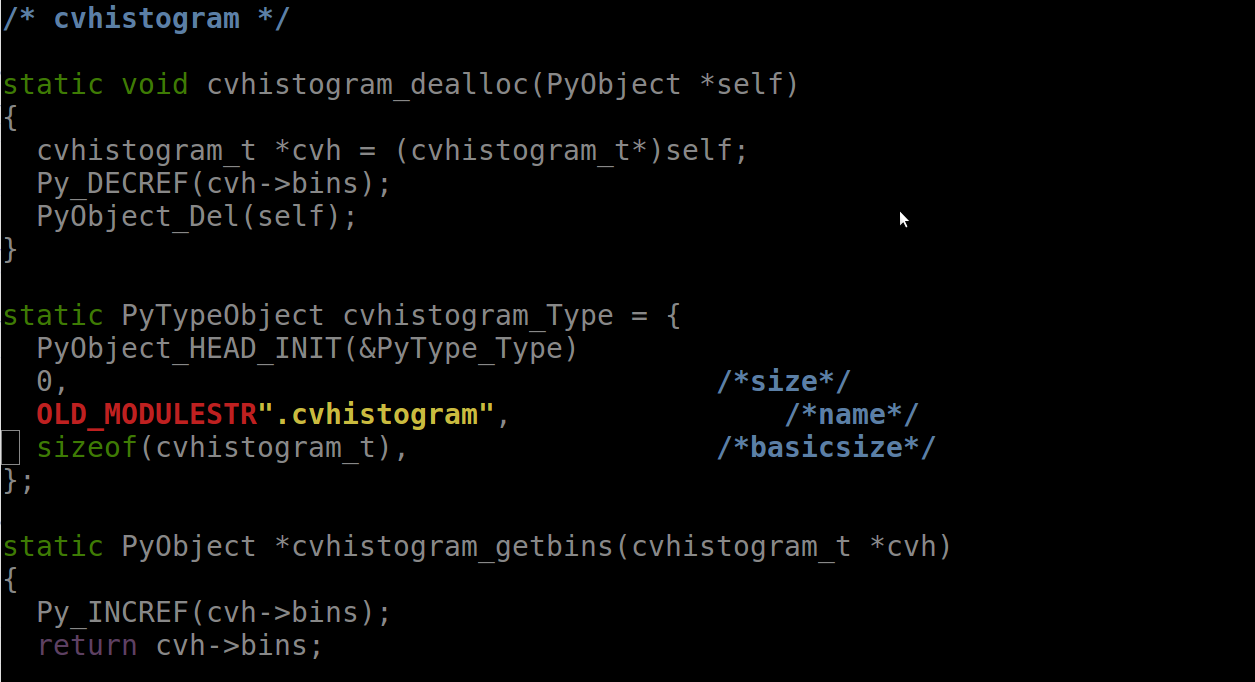 /* cvhistogram */
static void cvhistogram_dealloc(PyObject *self)
{
  cvhistogram_t *cvh = (cvhistogram_t*)self;
  Py_DECREF(cvh->bins);
  PyObject_Del(self);
}
static PyTypeObject cvhistogram_Type = {
  PyObject_HEAD_INIT(&PyType_Type)
  0,                                      /*size*/
  OLD_MODULESTR".cvhistogram",                /*name*/
  sizeof(cvhistogram_t),                  /*basicsize*/
};
static PyObject *cvhistogram_getbins(cvhistogram_t *cvh)
{
  Py_INCREF(cvh->bins);
  return cvh->bins;